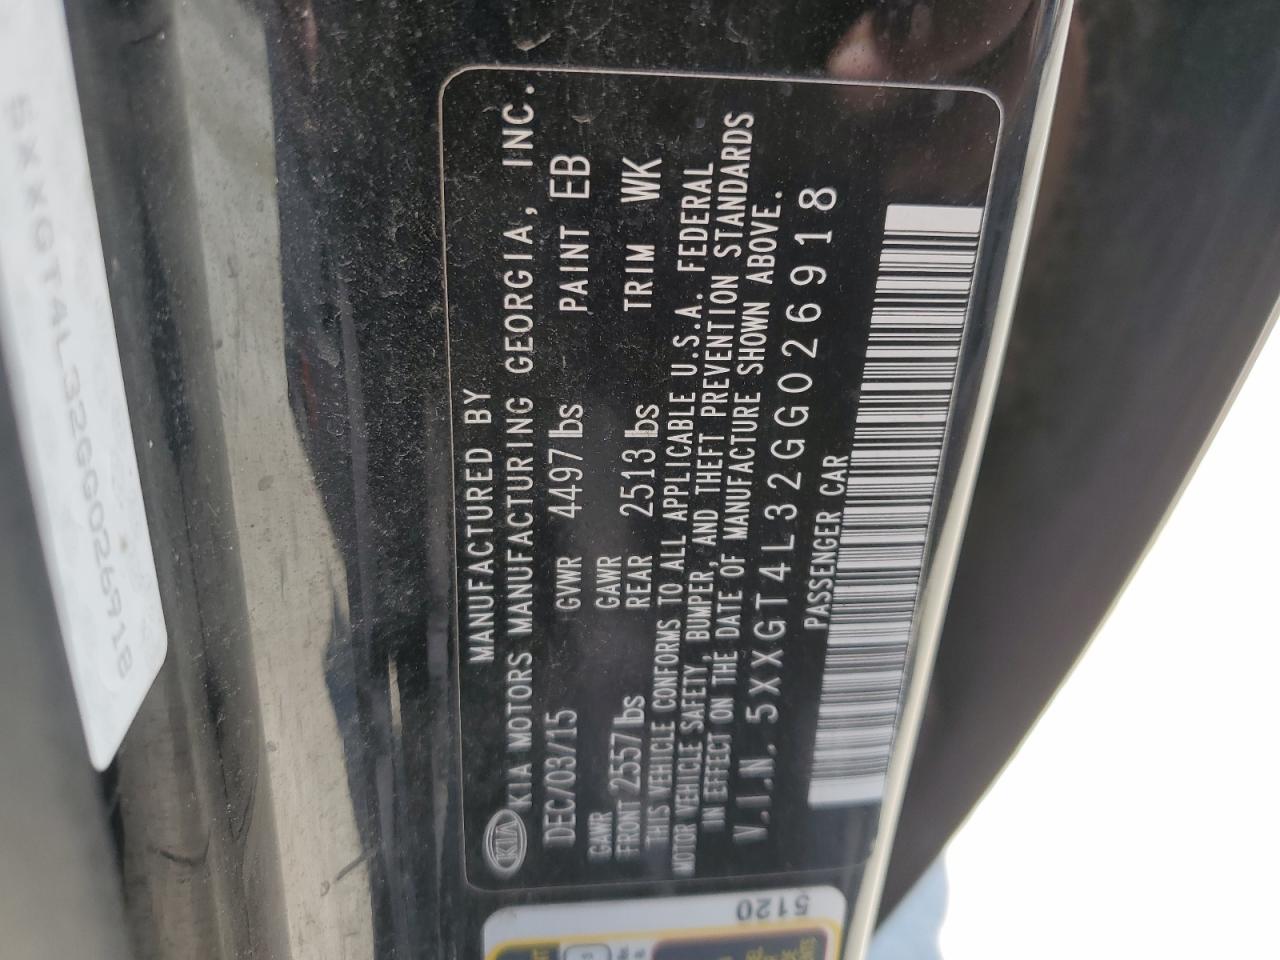 5XXGT4L32GG026918
KIA
MANUFACTURED BY
KIA MOTORS MANUFACTURING GEORGIA, INC.
DEC/03/15 GVWR 4497 lbs PAINT EB
GAWR GAWR
FRONT 2557 lbs REAR 2513 lbs TRIM WK
THIS VEHICLE CONFORMS TO ALL APPLICABLE U.S.A. FEDERAL
MOTOR VEHICLE SAFETY, BUMPER, AND THEFT PREVENTION STANDARDS
IN EFFECT ON THE DATE OF MANUFACTURE SHOWN ABOVE.
V.I.N. 5XXGT4L32GG026918
PASSENGER CAR
5120